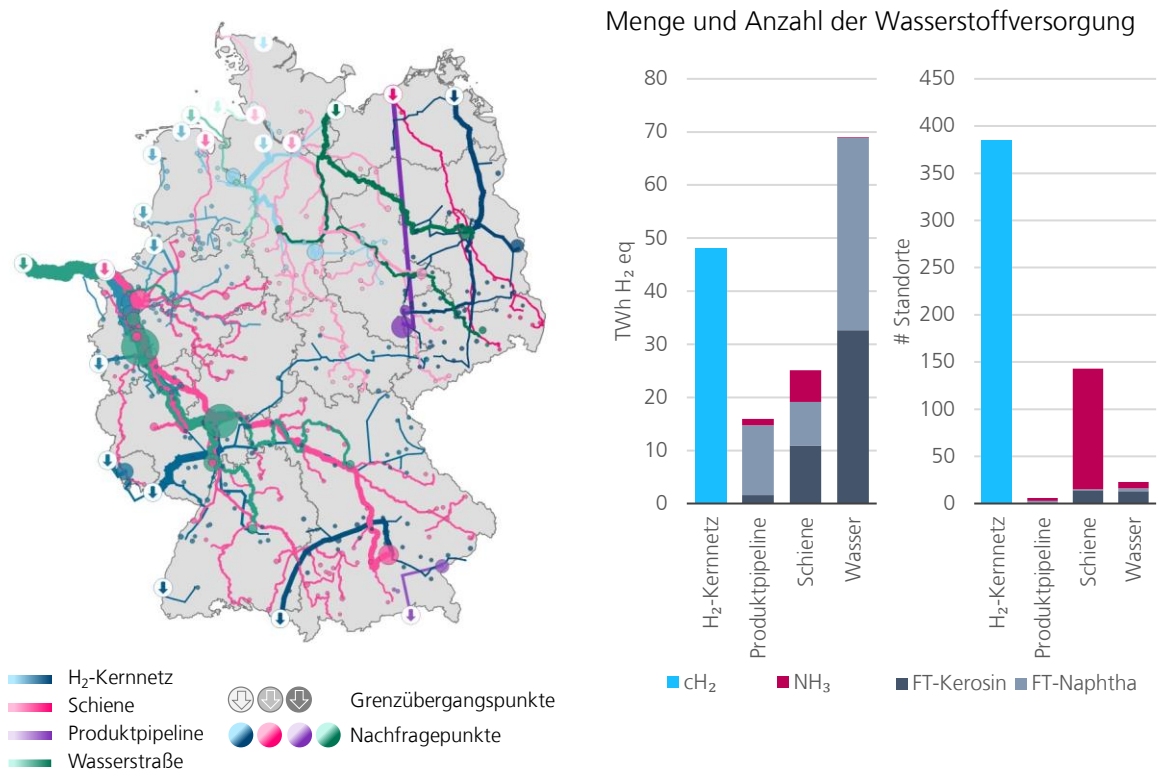 Menge und Anzahl der Wasserstoffversorgung
80
70
60
50
40
30
20
10
0
TWh H₂ eq
H₂-Kernnetz
Produktpipeline
Schiene
Wasser
450
400
350
300
250
200
150
100
50
0
# Standorte
H₂-Kernnetz
Produktpipeline
Schiene
Wasser
cH₂
NH₃
FT-Kerosin
FT-Naphtha
H₂-Kernnetz
Schiene
Produktpipeline
Wasserstraße
Grenzübergangspunkte
Nachfragepunkte